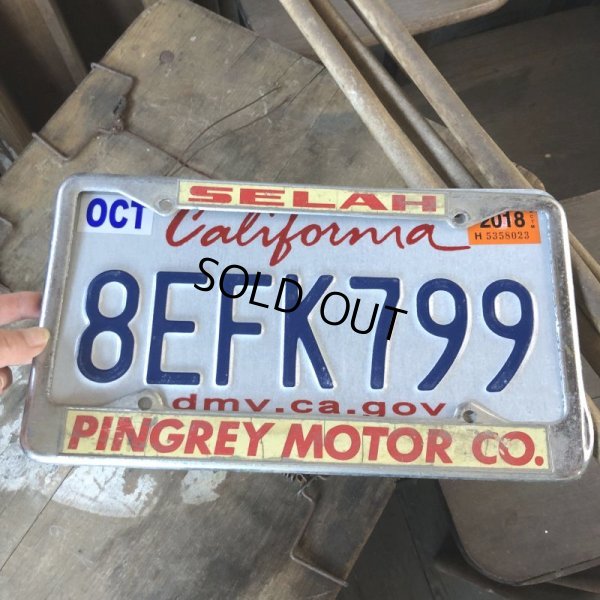 SELAH
OCT
California
2018
H 5358023
8EFK799
SOLD OUT
dmv.ca.gov
PINGREY MOTOR CO.